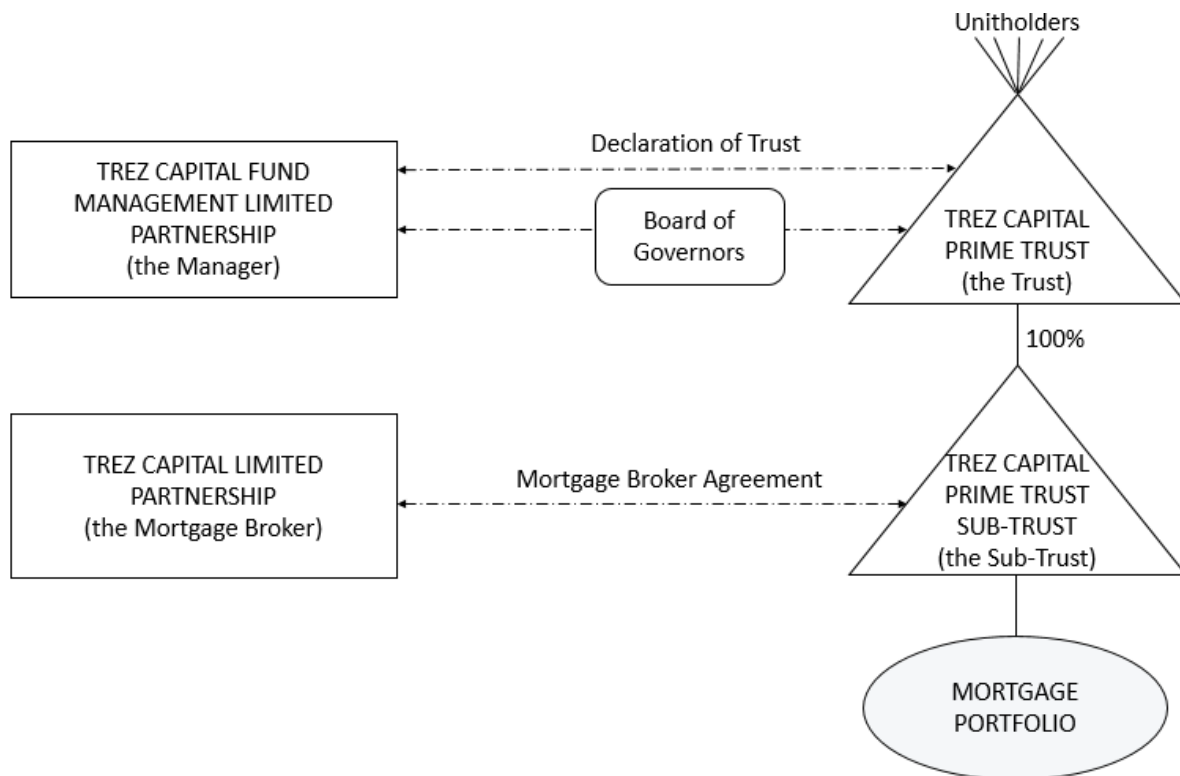 Unitholders
Declaration of Trust
TREZ CAPITAL FUND
MANAGEMENT LIMITED
PARTNERSHIP
(the Manager)
Board of
Governors
TREZ CAPITAL
PRIME TRUST
(the Trust)
100%
TREZ CAPITAL LIMITED
PARTNERSHIP
(the Mortgage Broker)
Mortgage Broker Agreement
TREZ CAPITAL
PRIME TRUST
SUB-TRUST
(the Sub-Trust)
MORTGAGE
PORTFOLIO